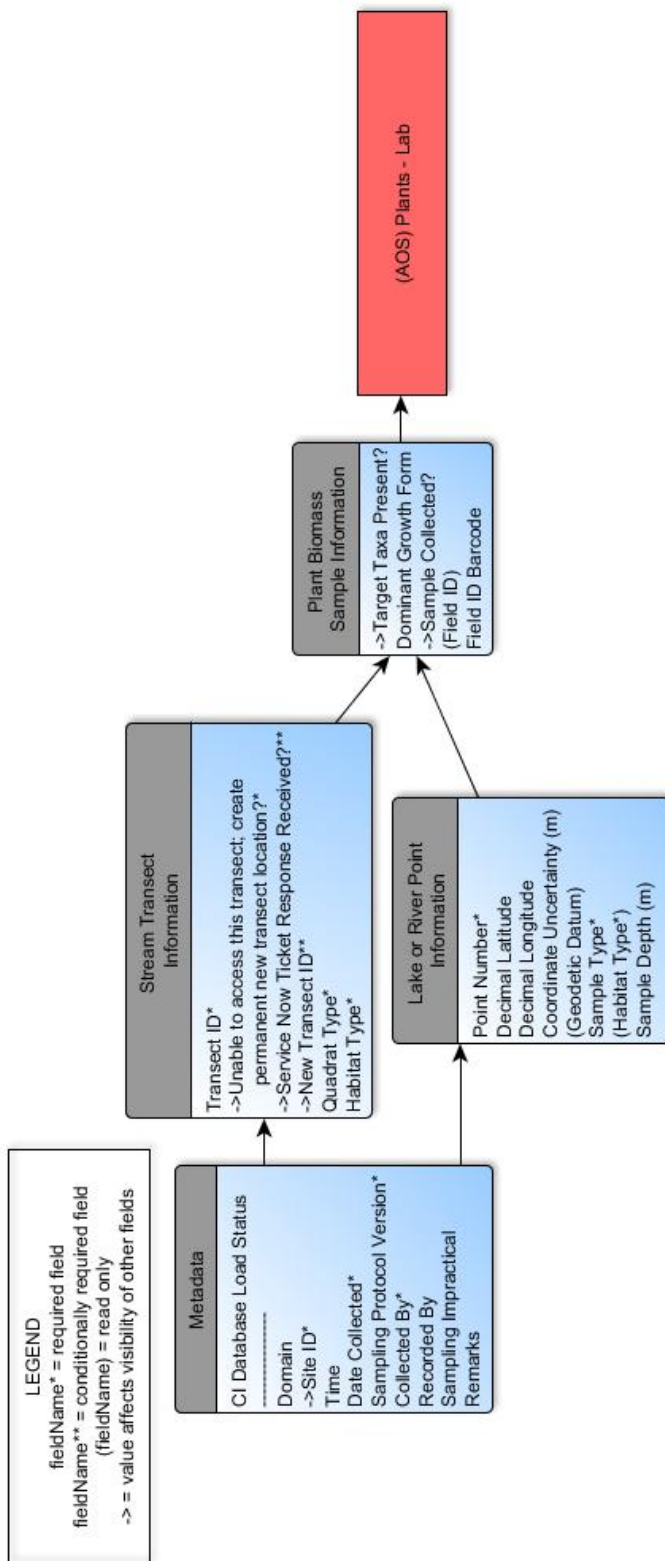 LEGEND
fieldName* = required field
fieldName** = conditionally required field
(fieldName) = read only
-> = value affects visibility of other fields
Metadata
CI Database Load Status
--------------------
Domain
->Site ID*
Time
Date Collected*
Sampling Protocol Version*
Collected By*
Recorded By
Sampling Impractical
Remarks
Stream Transect
Information
Transect ID*
->Unable to access this transect; create
permanent new transect location?*
->Service Now Ticket Response Received?**
->New Transect ID**
Quadrat Type*
Habitat Type*
Lake or River Point
Information
Point Number*
Decimal Latitude
Decimal Longitude
Coordinate Uncertainty (m)
(Geodetic Datum)
Sample Type*
(Habitat Type*)
Sample Depth (m)
Plant Biomass
Sample Information
->Target Taxa Present?
Dominant Growth Form
->Sample Collected?
(Field ID)
Field ID Barcode
(AOS) Plants - Lab